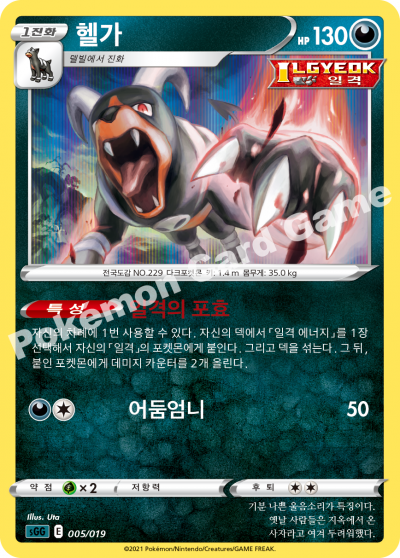 1진화
헬가
HP 130
델빌에서 진화
ILGYEOK
일격
전국도감 NO.229 다크포켓몬 키: 1.4 m 몸무게: 35.0 kg
특성 일격의 포효
자신의 차례에 1번 사용할 수 있다. 자신의 덱에서 「일격 에너지」를 1장
선택해서 자신의 「일격」의 포켓몬에게 붙인다. 그리고 덱을 섞는다. 그 뒤,
붙인 포켓몬에게 데미지 카운터를 2개 올린다.
Pokémon Card Game
어둠엄니 50
약점 ×2 저항력 후퇴
Illus. Uta
기분 나쁜 울음소리가 특징이다.
옛날 사람들은 지옥에서 온
사자라고 여겨 두려워했다.
sGG E 005/019
©2021 Pokémon/Nintendo/Creatures/GAME FREAK.